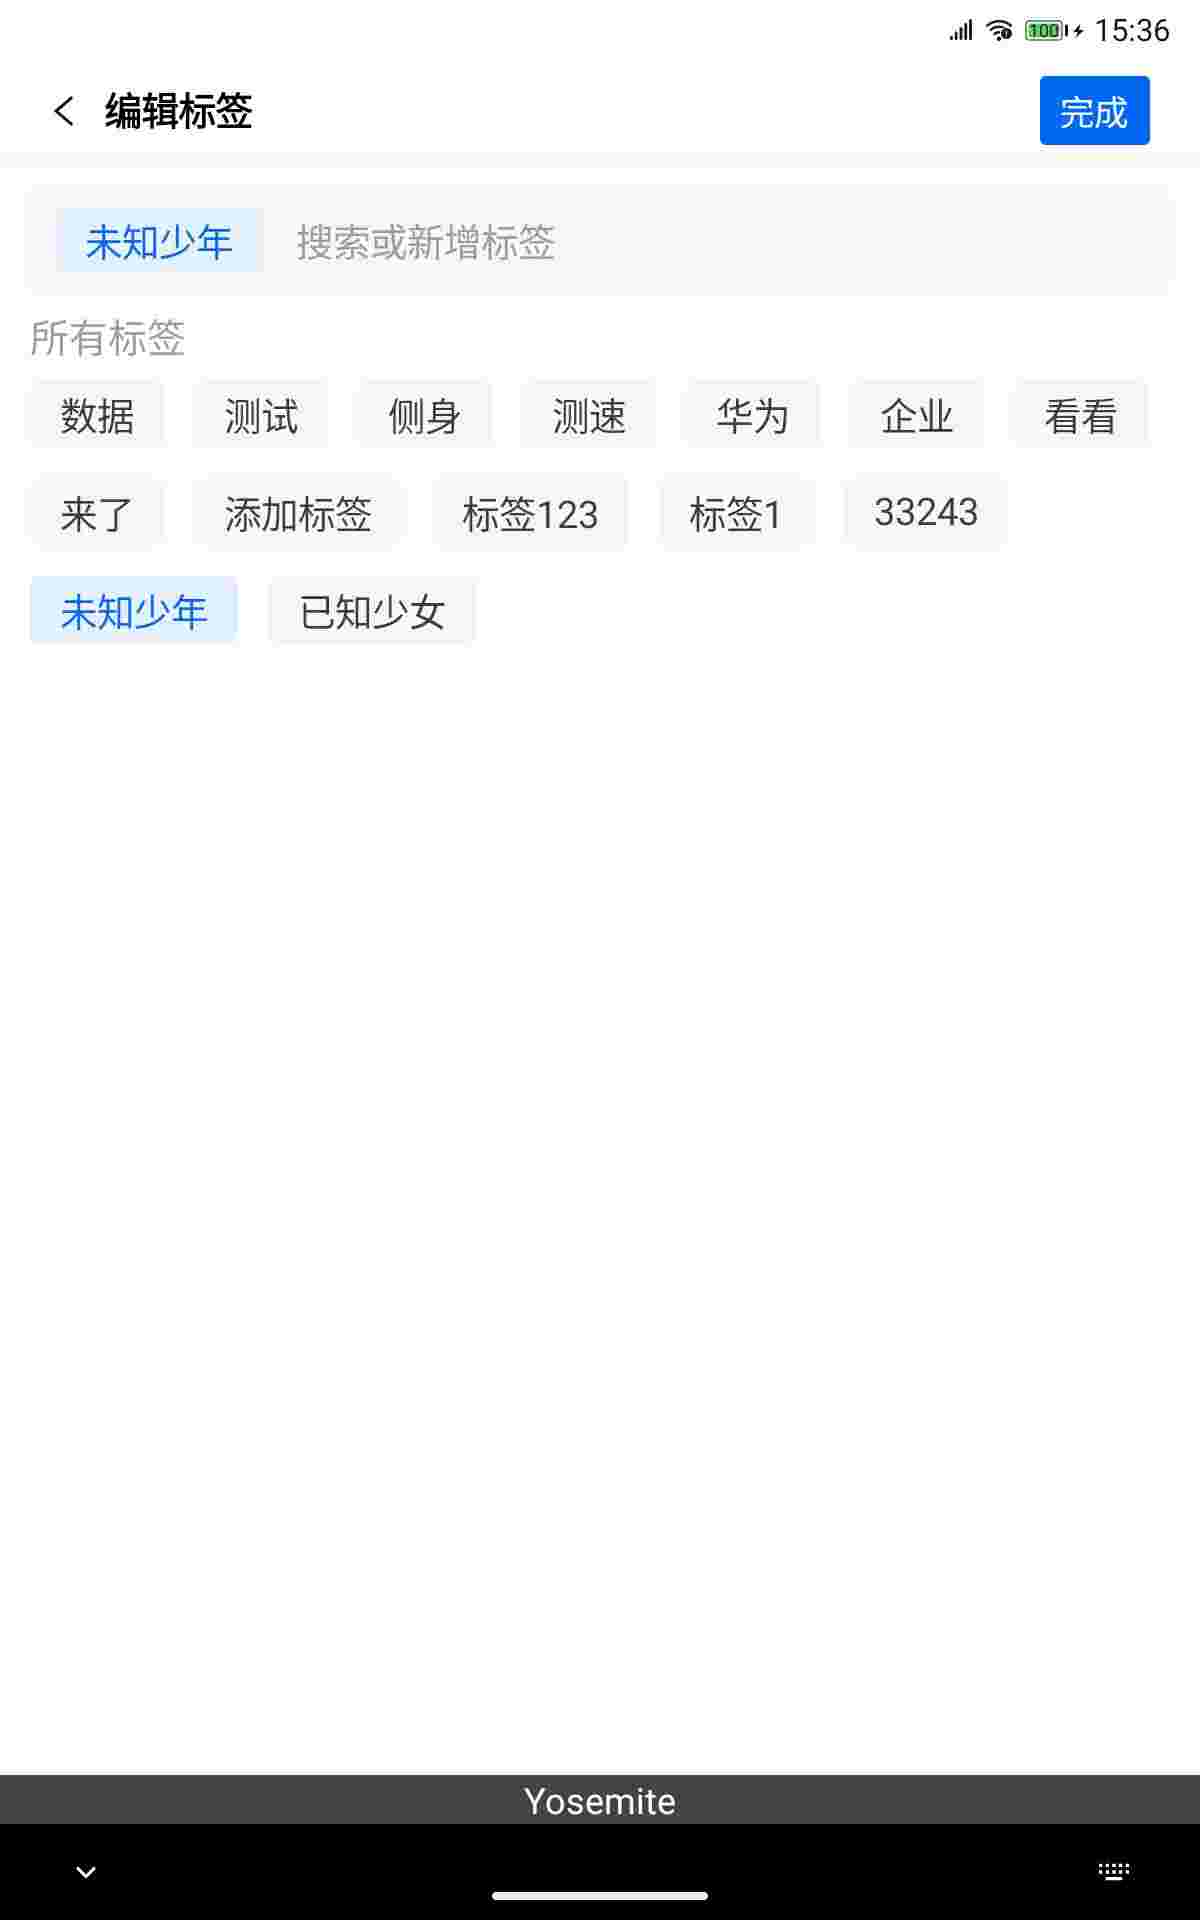 100 15:36
编辑标签 完成
未知少年 搜索或新增标签
所有标签
数据 测试 侧身 测速 华为 企业 看看
来了 添加标签 标签123 标签1 33243
未知少年 已知少女
Yosemite